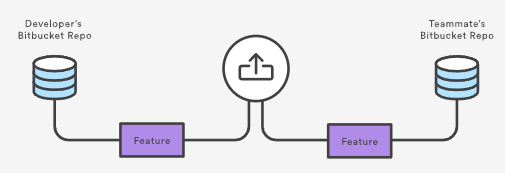 Developer's
Bitbucket Repo
Teammate's
Bitbucket Repo
Feature
Feature